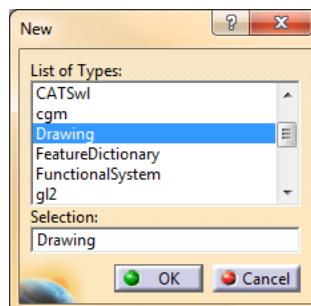 New
List of Types:
CATSwl
cgm
Drawing
FeatureDictionary
FunctionalSystem
gl2
Selection:
Drawing
OK Cancel